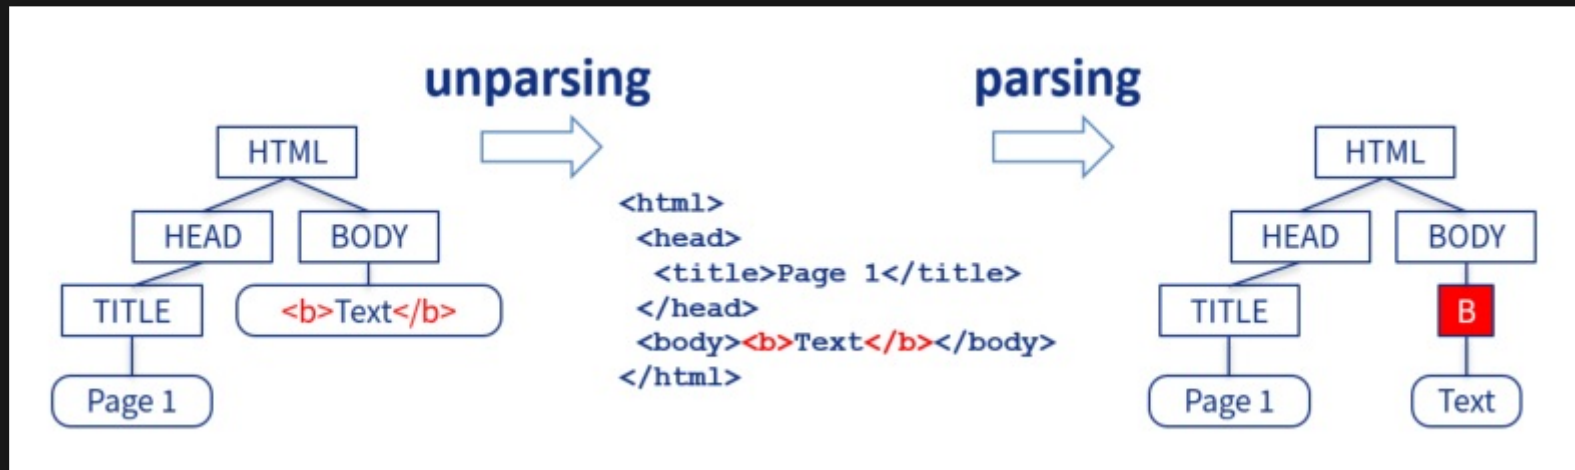 unparsing
parsing
HTML
HEAD
BODY
TITLE
<b>Text</b>
Page 1
<html>
<head>
<title>Page 1</title>
</head>
<body><b>Text</b></body>
</html>
HTML
HEAD
BODY
TITLE
B
Page 1
Text